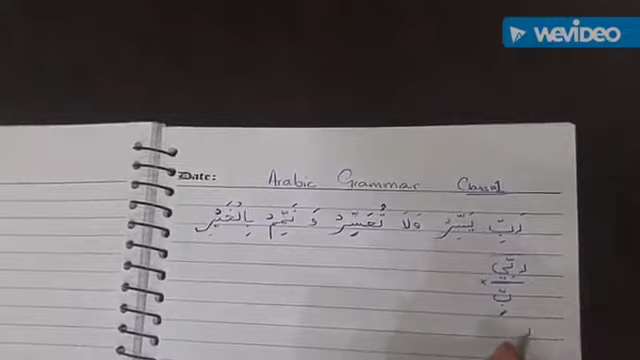 WEVIDEO
Date: Arabic Grammar Class:1
رَبِّ يَسِّرْ وَلَا تُعَسِّرْ وَ تَمِّمْ بِالْخَيْرِ